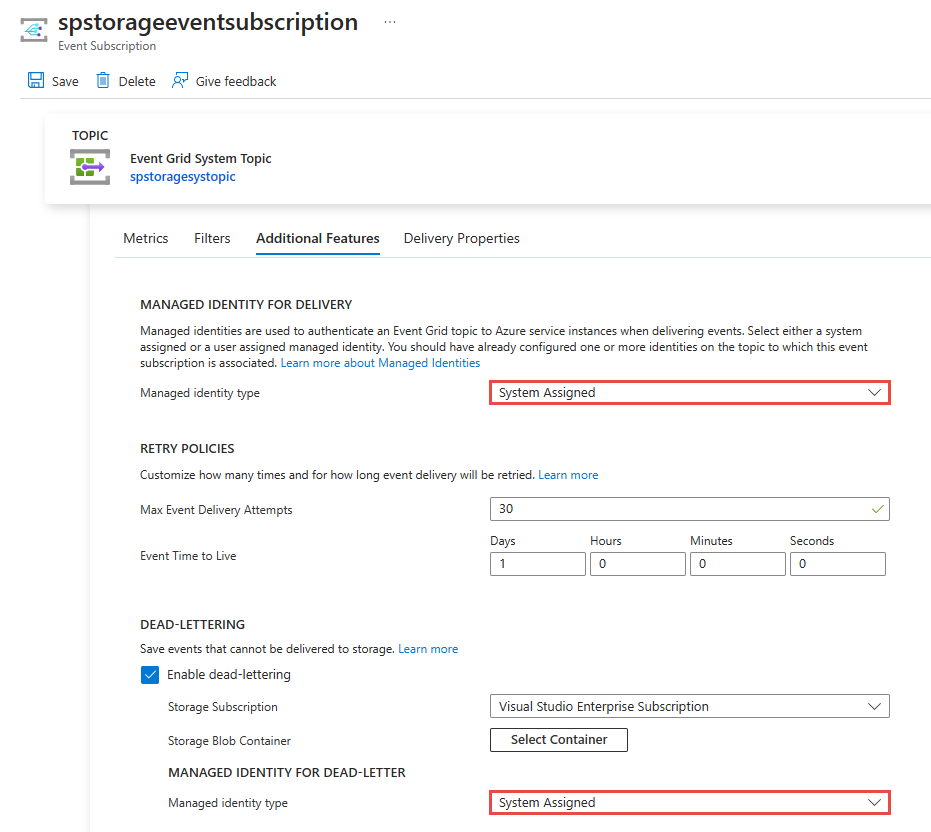 spstorageeventsubscription ...
Event Subscription
Save Delete Give feedback
TOPIC
Event Grid System Topic
spstoragesystopic
Metrics Filters Additional Features Delivery Properties
MANAGED IDENTITY FOR DELIVERY
Managed identities are used to authenticate an Event Grid topic to Azure service instances when delivering events. Select either a system
assigned or a user assigned managed identity. You should have already configured one or more identities on the topic to which this event
subscription is associated. Learn more about Managed Identities
Managed identity type System Assigned
RETRY POLICIES
Customize how many times and for how long event delivery will be retried. Learn more
Max Event Delivery Attempts 30
Days Hours Minutes Seconds
Event Time to Live 1 0 0 0
DEAD-LETTERING
Save events that cannot be delivered to storage. Learn more
Enable dead-lettering
Storage Subscription Visual Studio Enterprise Subscription
Storage Blob Container Select Container
MANAGED IDENTITY FOR DEAD-LETTER
Managed identity type System Assigned